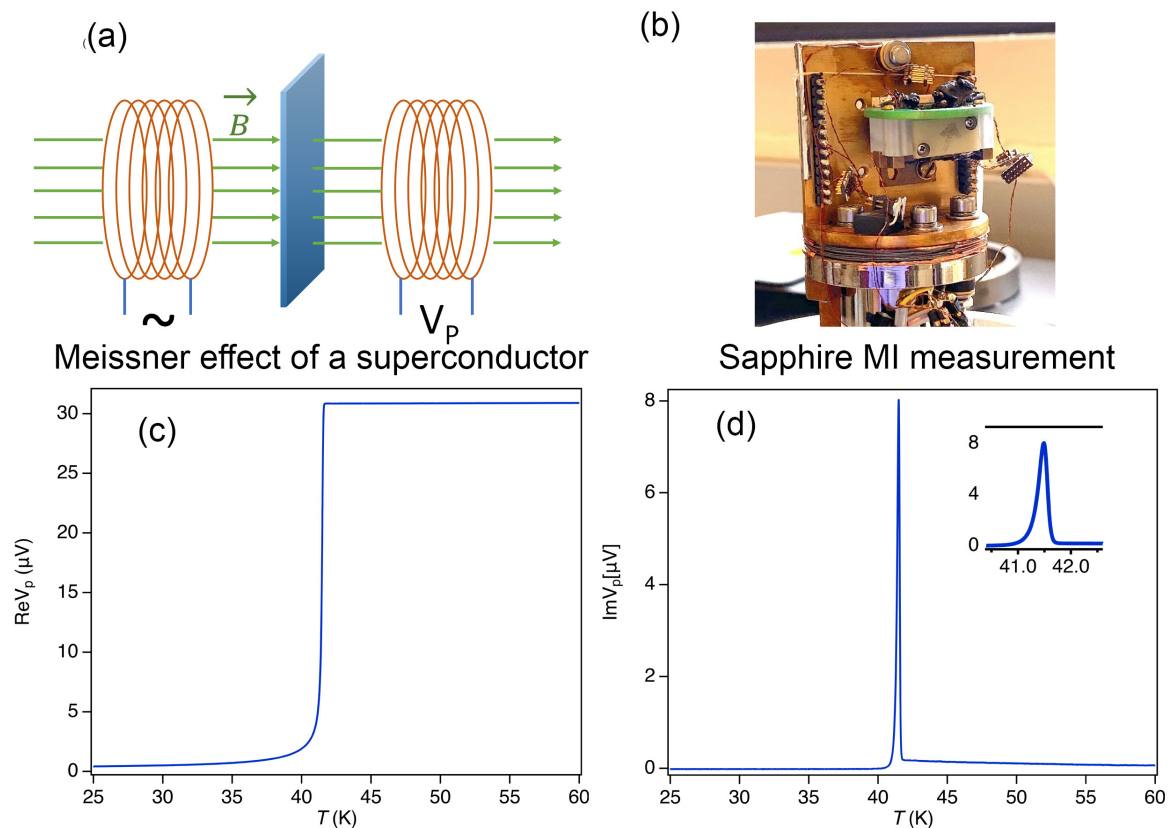 (a)
(b)
B
~
V_P
Meissner effect of a superconductor
Sapphire MI measurement
(c)
ReV_p (µV)
30
25
20
15
10
5
0
25 30 35 40 45 50 55 60
T (K)
(d)
ImV_p[µV]
8
6
4
2
0
25 30 35 40 45 50 55 60
T (K)
8
4
0
41.0 42.0